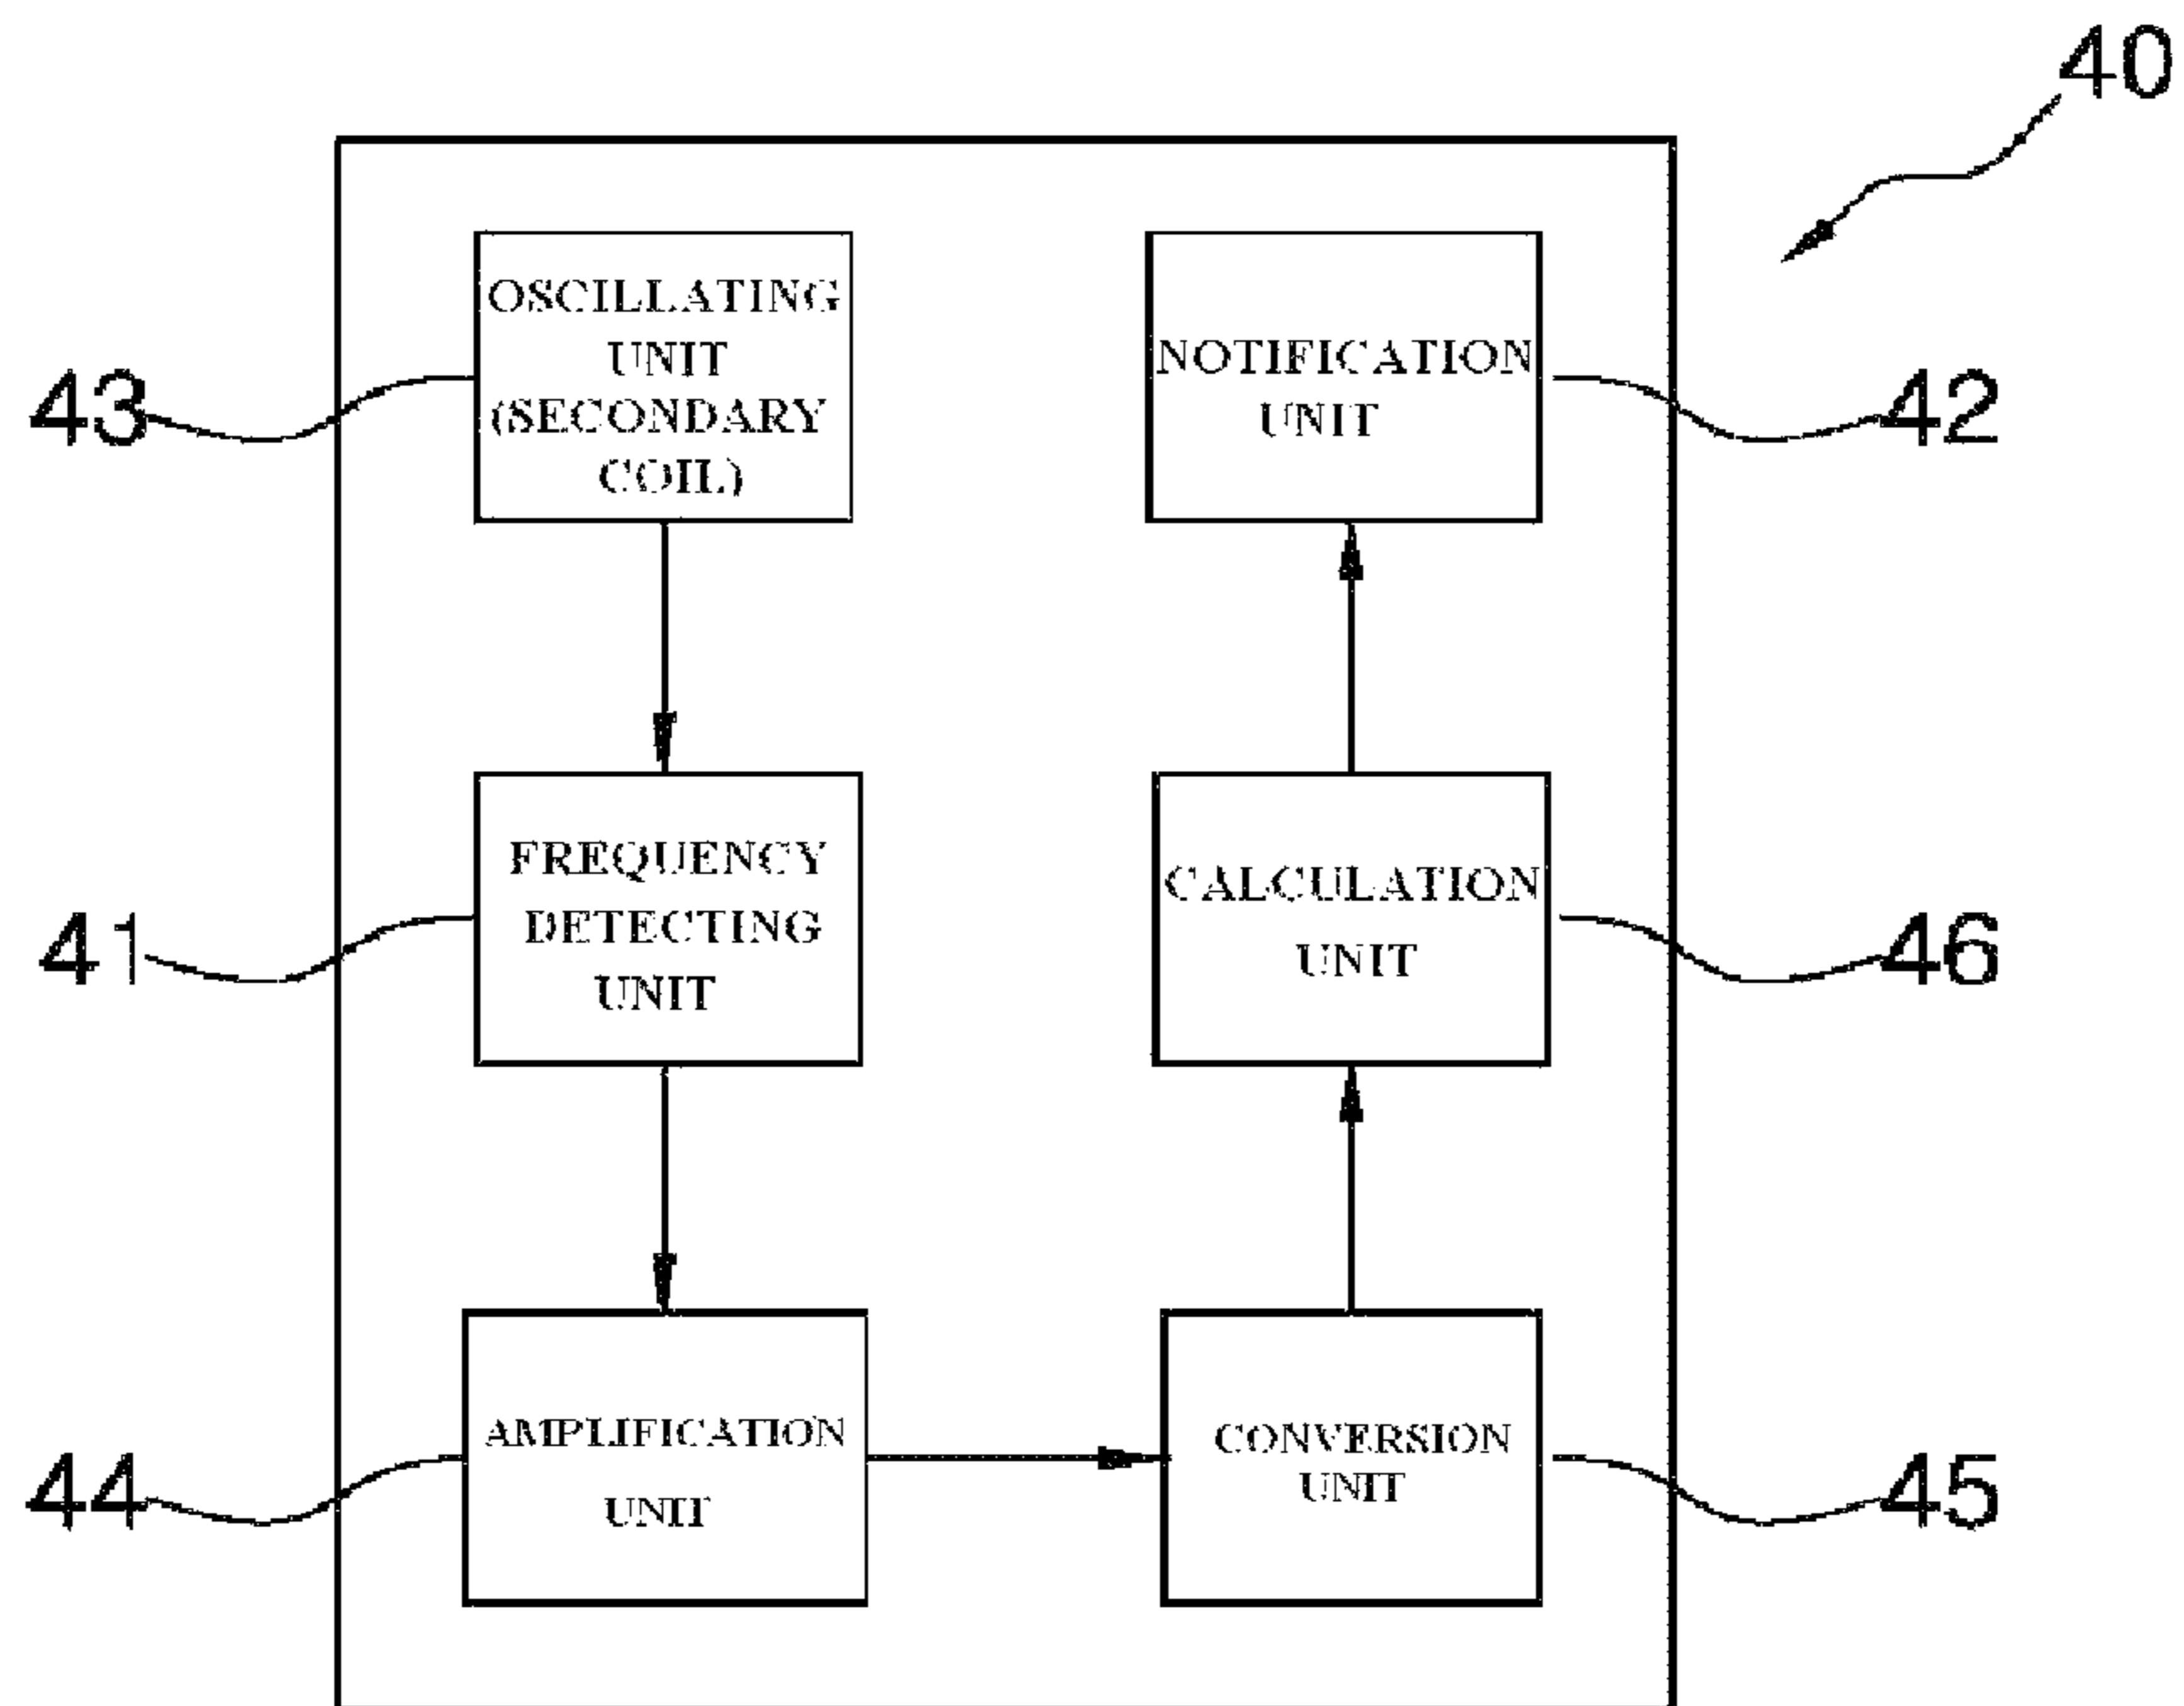 40
OSCILLATING
UNIT
(SECONDARY
COIL)
43
NOTIFICATION
UNIT
42
FREQUENCY
DETECTING
UNIT
41
CALCULATION
UNIT
46
AMPLIFICATION
UNIT
44
CONVERSION
UNIT
45